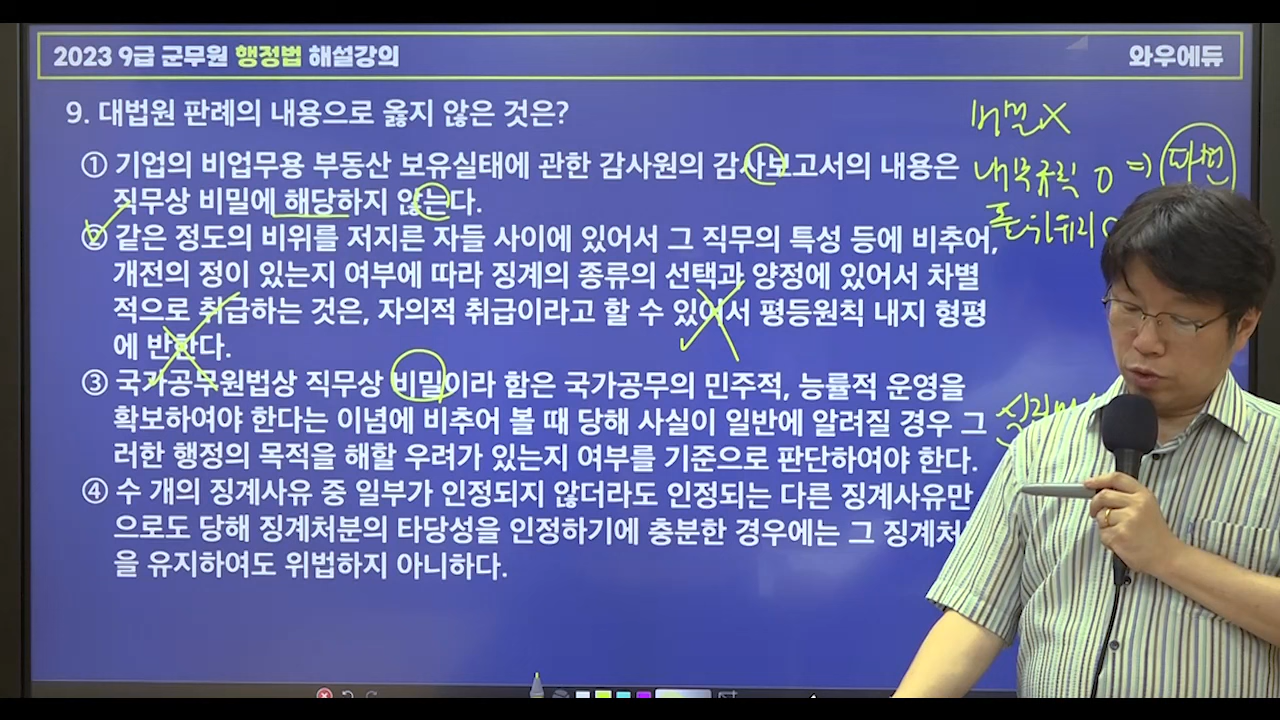 2023 9급 군무원 행정법 해설강의
와우에듀
9. 대법원 판례의 내용으로 옳지 않은 것은?
① 기업의 비업무용 부동산 보유실태에 관한 감사원의 감사보고서의 내용은
직무상 비밀에 해당하지 않는다.
② 같은 정도의 비위를 저지른 자들 사이에 있어서 그 직무의 특성 등에 비추어,
개전의 정이 있는지 여부에 따라 징계의 종류의 선택과 양정에 있어서 차별
적으로 취급하는 것은, 자의적 취급이라고 할 수 있어서 평등원칙 내지 형평
에 반한다.
③ 국가공무원법상 직무상 비밀이라 함은 국가공무의 민주적, 능률적 운영을
확보하여야 한다는 이념에 비추어 볼 때 당해 사실이 일반에 알려질 경우 그
러한 행정의 목적을 해할 우려가 있는지 여부를 기준으로 판단하여야 한다.
④ 수 개의 징계사유 중 일부가 인정되지 않더라도 인정되는 다른 징계사유만
으로도 당해 징계처분의 타당성을 인정하기에 충분한 경우에는 그 징계처
을 유지하여도 위법하지 아니하다.
비밀 X
내부규칙 O ⇒